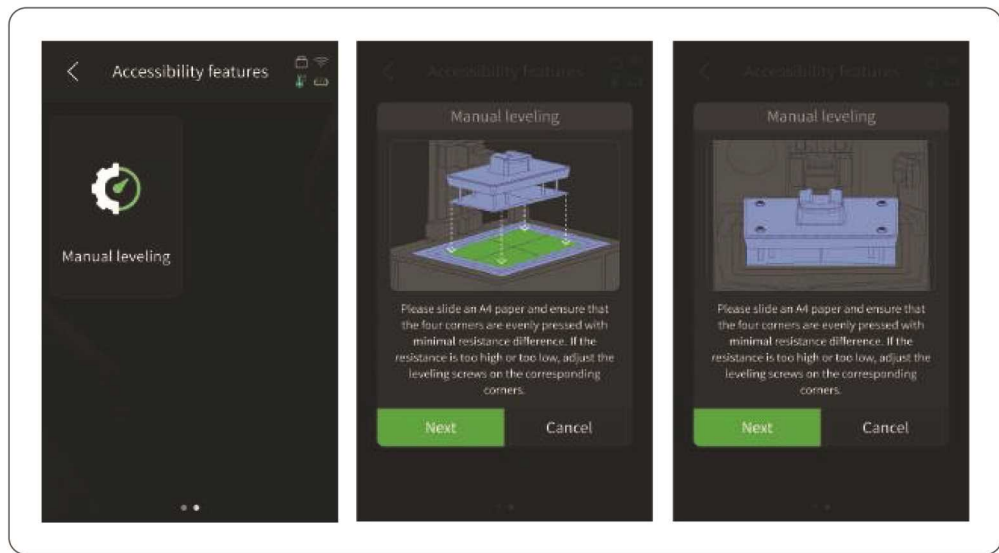 Accessibility features
Manual leveling
Accessibility features
Manual leveling
Please slide an A4 paper and ensure that
the four corners are evenly pressed with
minimal resistance difference. If the
resistance is too high or too low, adjust the
leveling screws on the corresponding
corners.
Next
Cancel
Accessibility features
Manual leveling
Please slide an A4 paper and ensure that
the four corners are evenly pressed with
minimal resistance difference. If the
resistance is too high or too low, adjust the
leveling screws on the corresponding
corners.
Next
Cancel